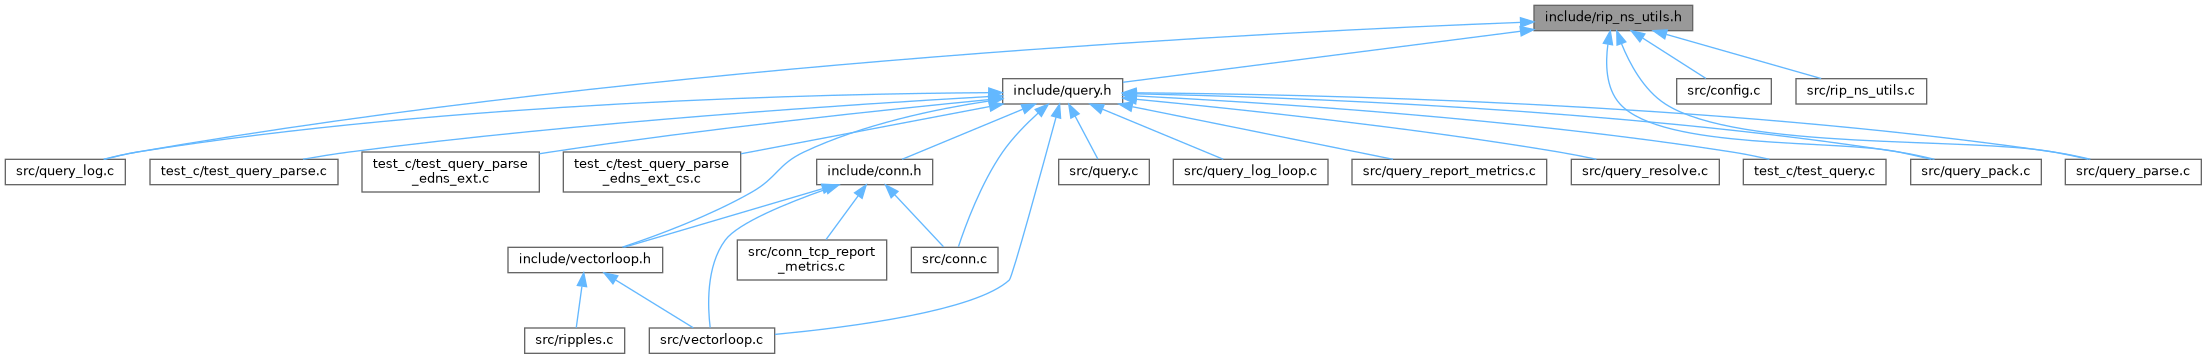 include/rip_ns_utils.h
include/query.h
src/config.c
src/rip_ns_utils.c
src/query_log.c
test_c/test_query_parse.c
test_c/test_query_parse
_edns_ext.c
test_c/test_query_parse
_edns_ext_cs.c
include/conn.h
src/query.c
src/query_log_loop.c
src/query_report_metrics.c
src/query_resolve.c
test_c/test_query.c
src/query_pack.c
src/query_parse.c
include/vectorloop.h
src/conn_tcp_report
_metrics.c
src/conn.c
src/ripples.c
src/vectorloop.c